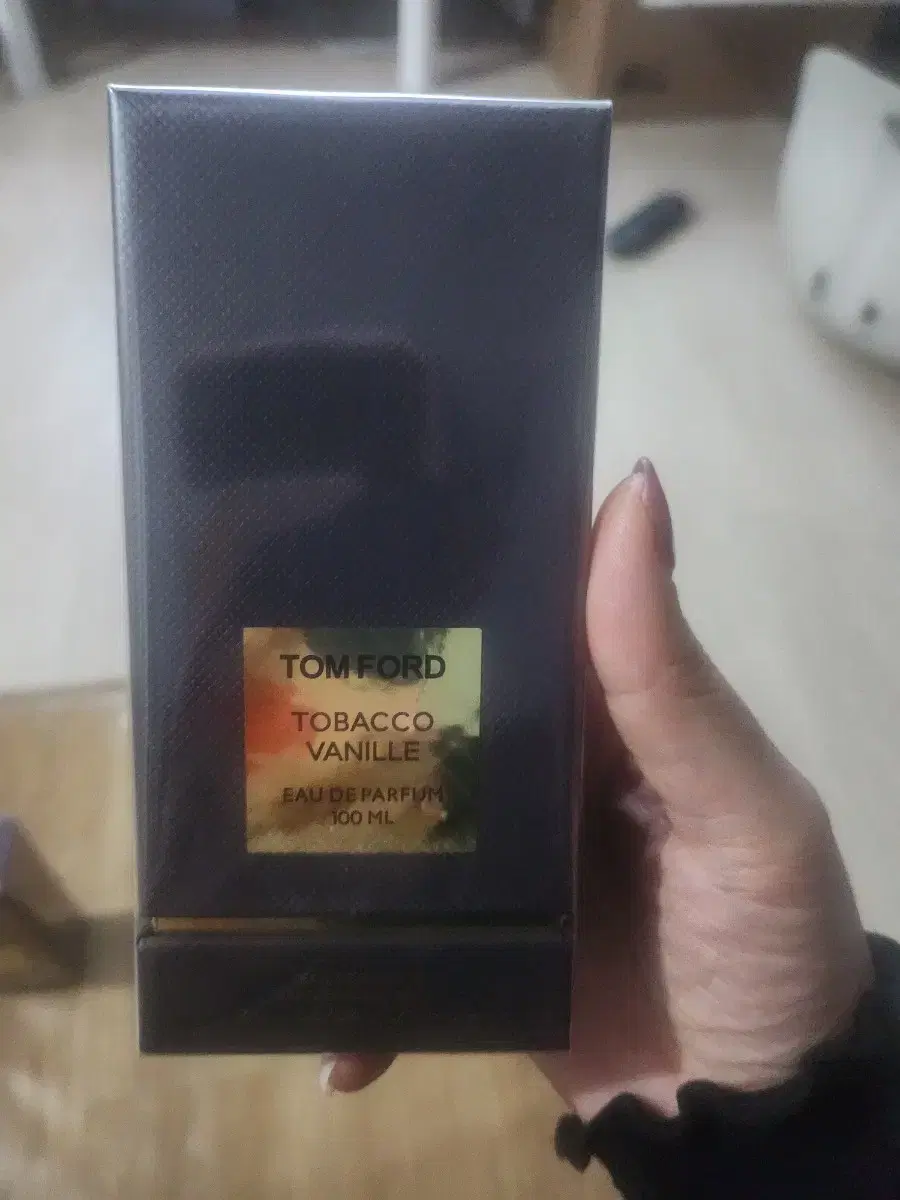 TOM FORD
TOBACCO
VANILLE
EAU DE PARFUM
100 ML